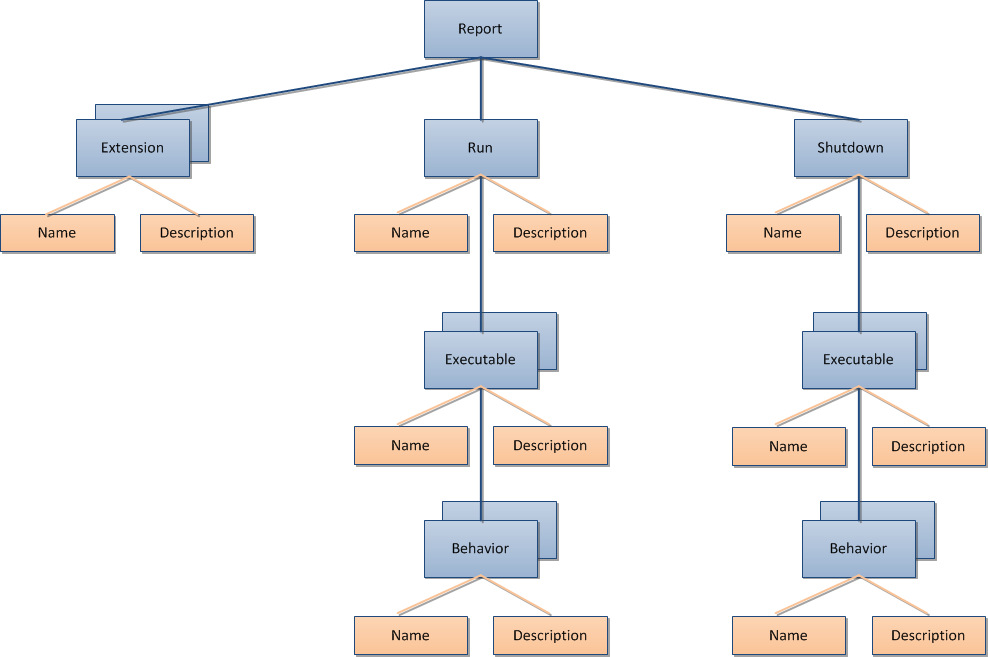 Report
Extension
Run
Shutdown
Name
Description
Name
Description
Name
Description
Executable
Executable
Name
Description
Name
Description
Behavior
Behavior
Name
Description
Name
Description